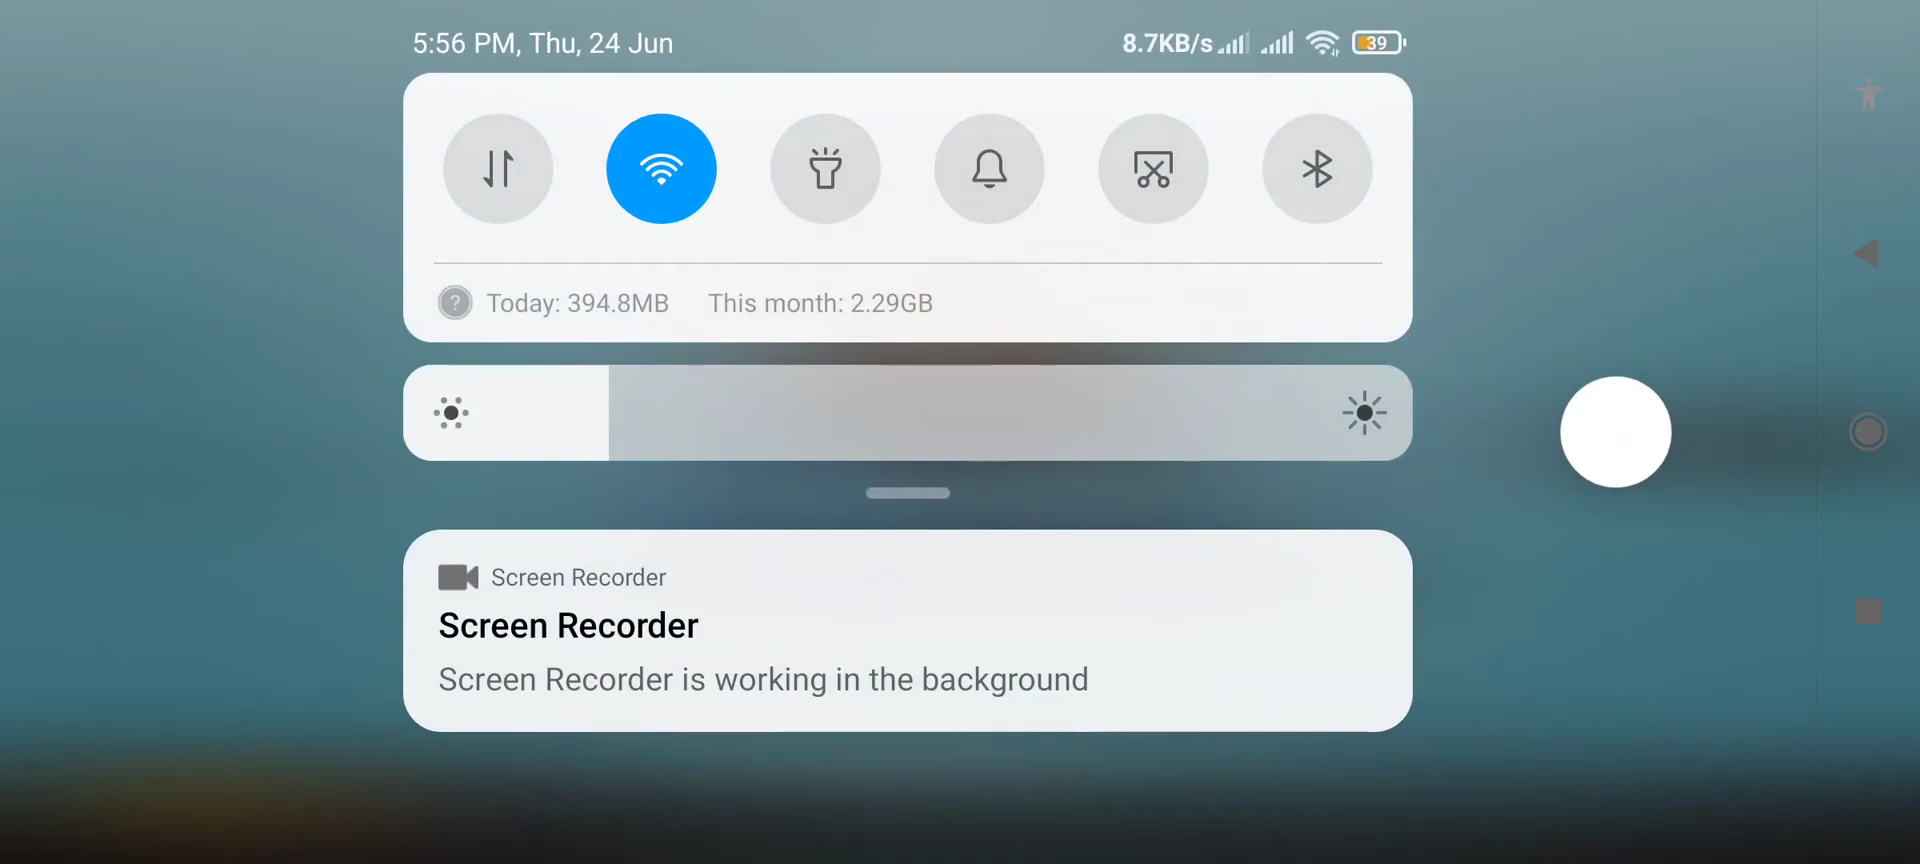 5:56 PM, Thu, 24 Jun
8.7KB/s 39
? Today: 394.8MB This month: 2.29GB
Screen Recorder
Screen Recorder
Screen Recorder is working in the background